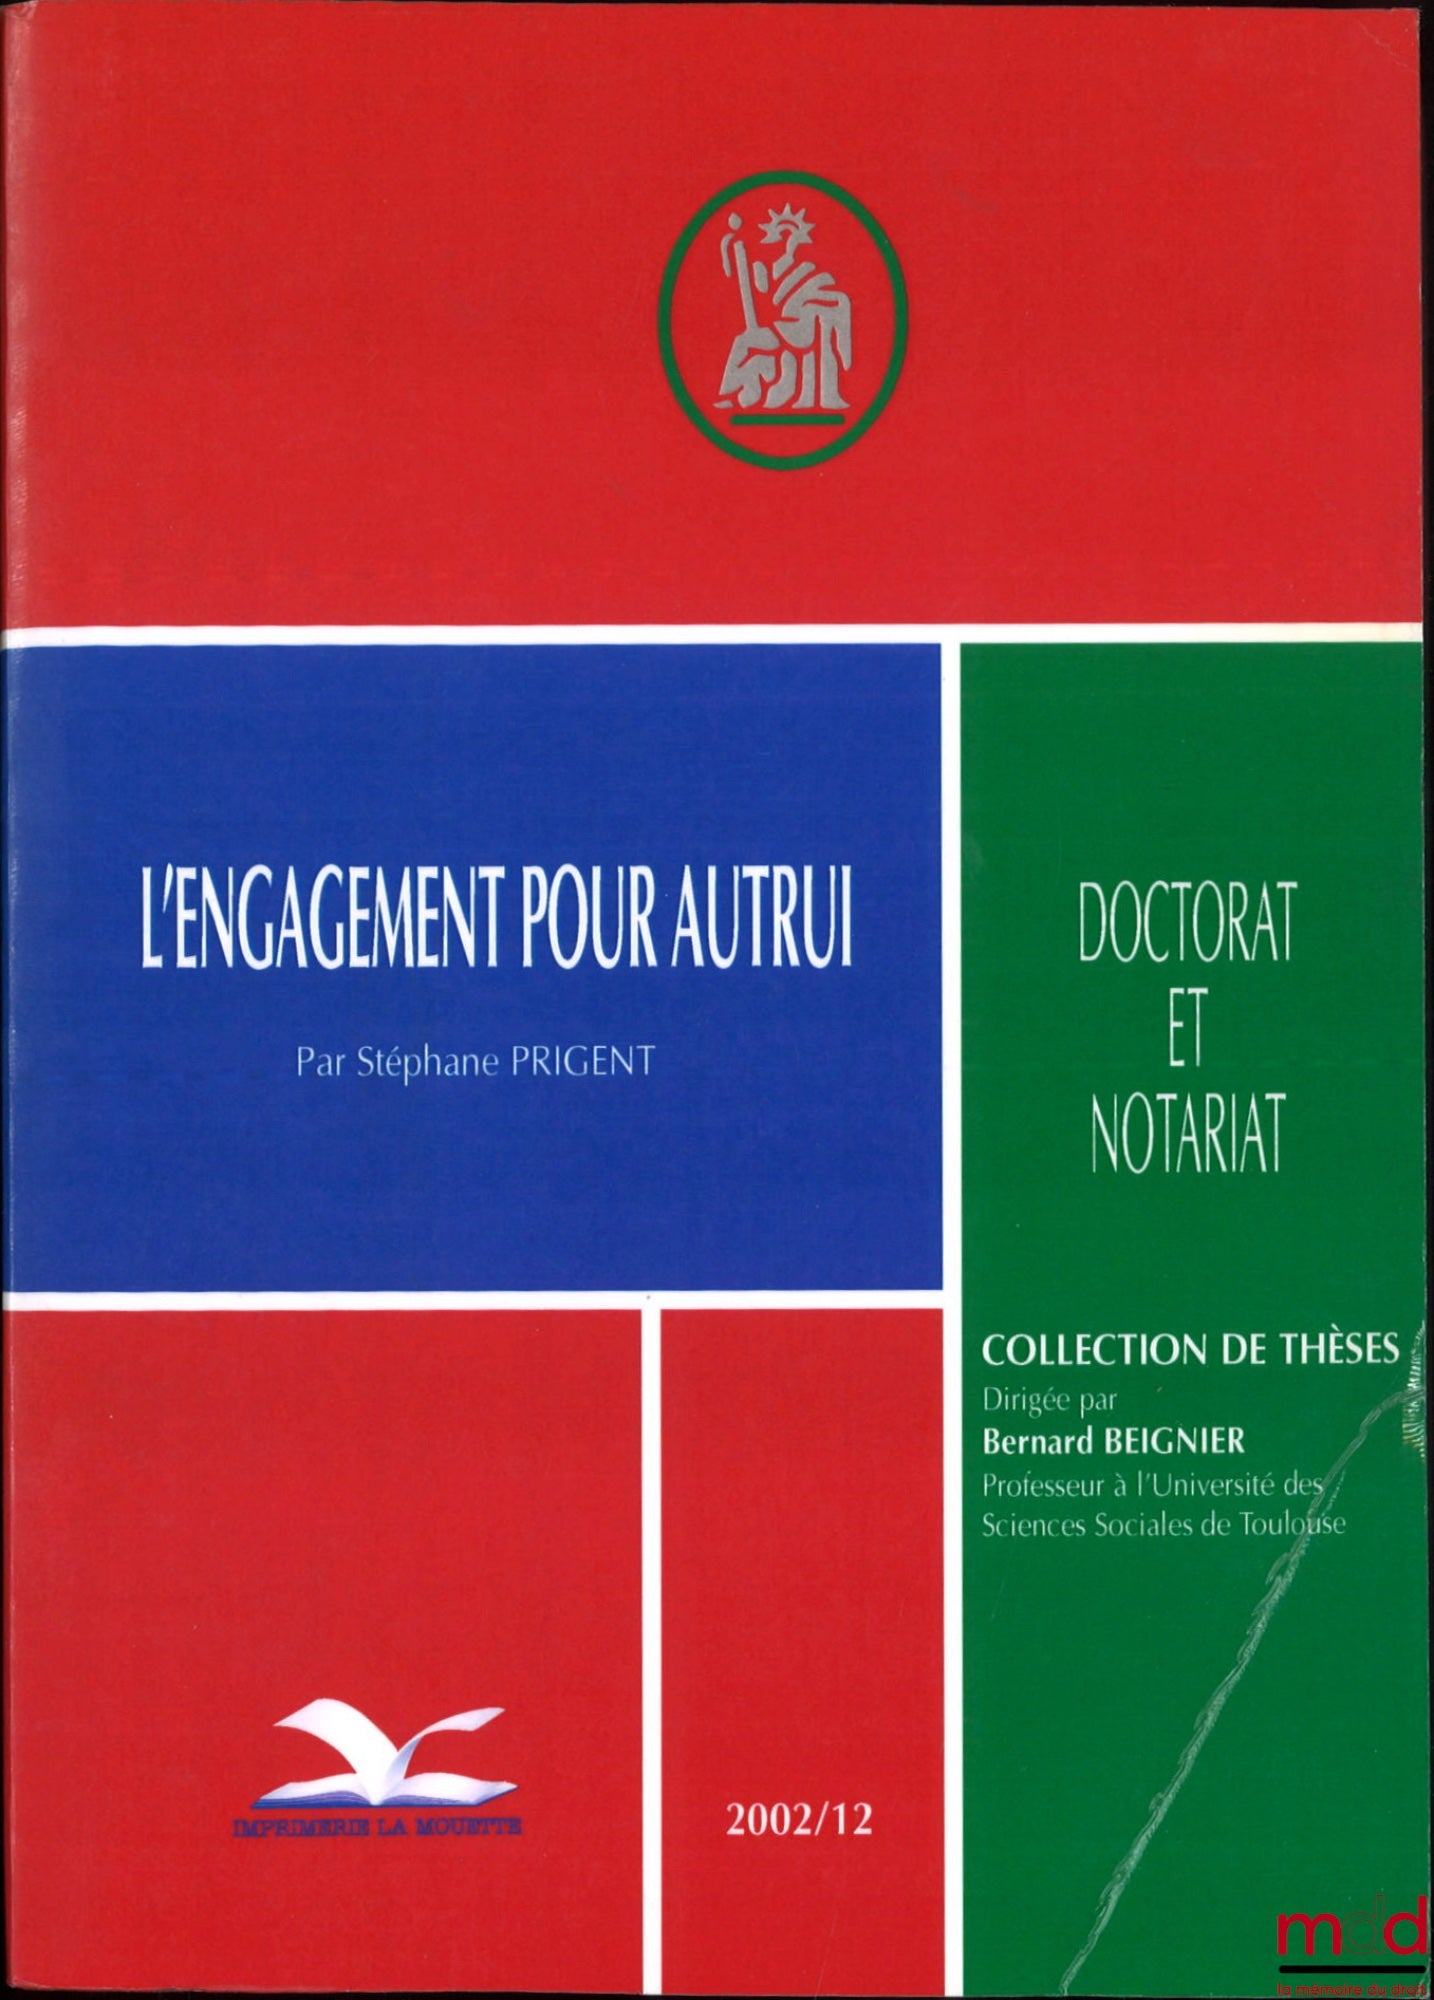 L'ENGAGEMENT POUR AUTRUI
Par Stéphane PRIGENT
DOCTORAT
ET
NOTARIAT
COLLECTION DE THÈSES
Dirigée par
Bernard BEIGNIER
Professeur à l'Université des
Sciences Sociales de Toulouse
IMPRIMERIE LA MOUETTE
2002/12
mdd
la mémoire du droit